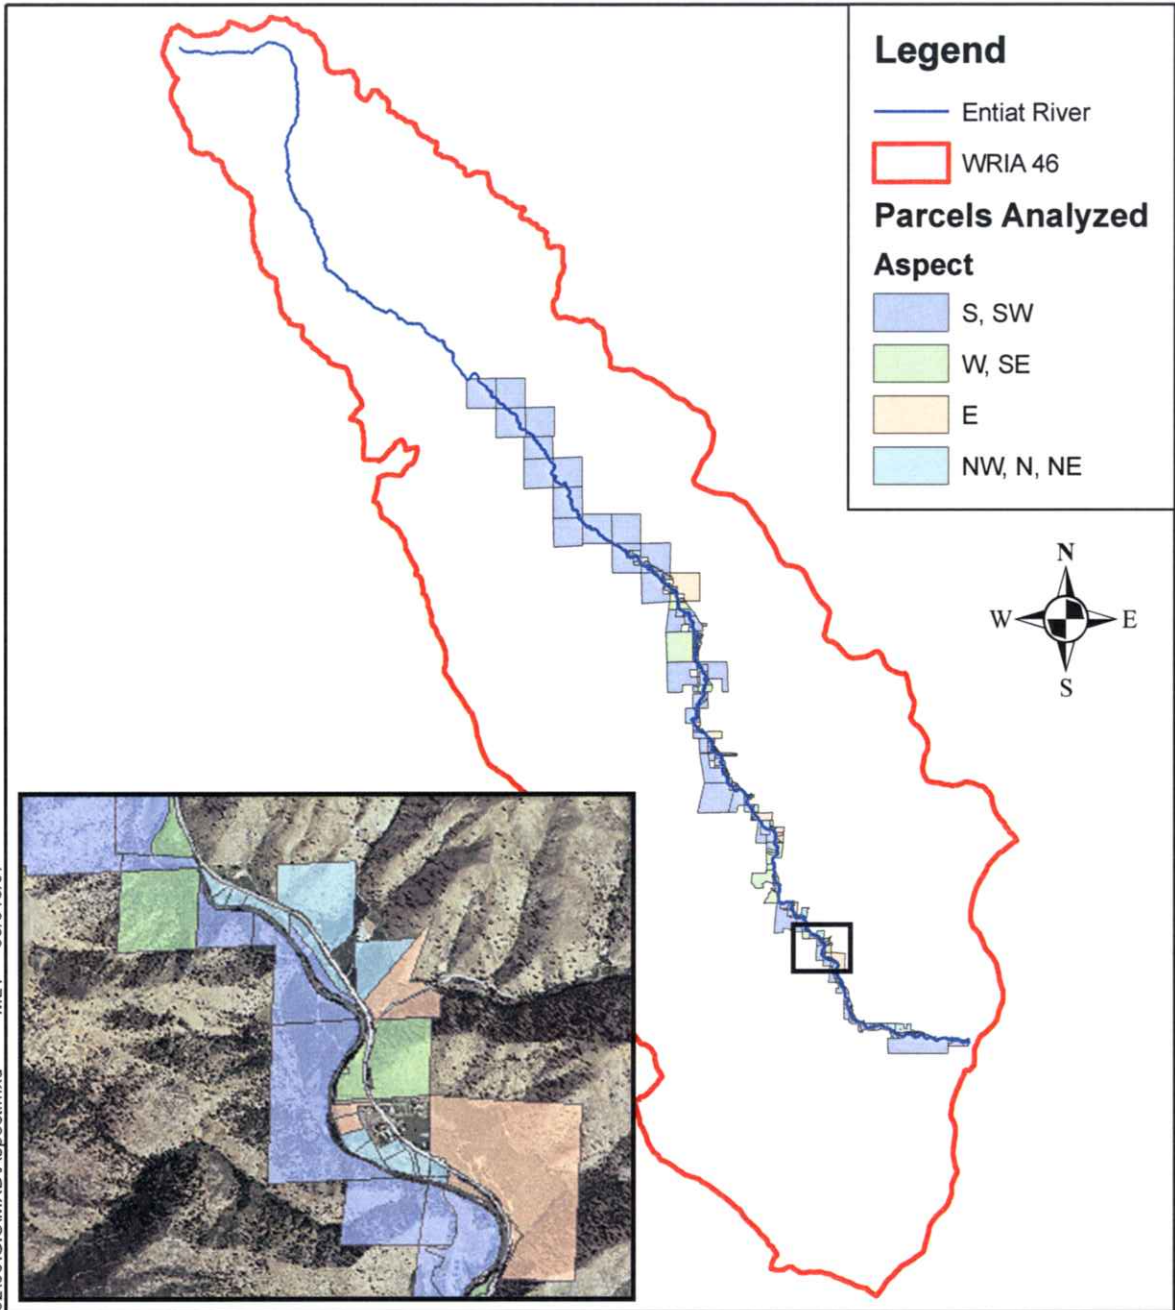 Legend
Entiat River
WRIA 46
Parcels Analyzed
Aspect
S, SW
W, SE
E
NW, N, NE
N
W
E
S